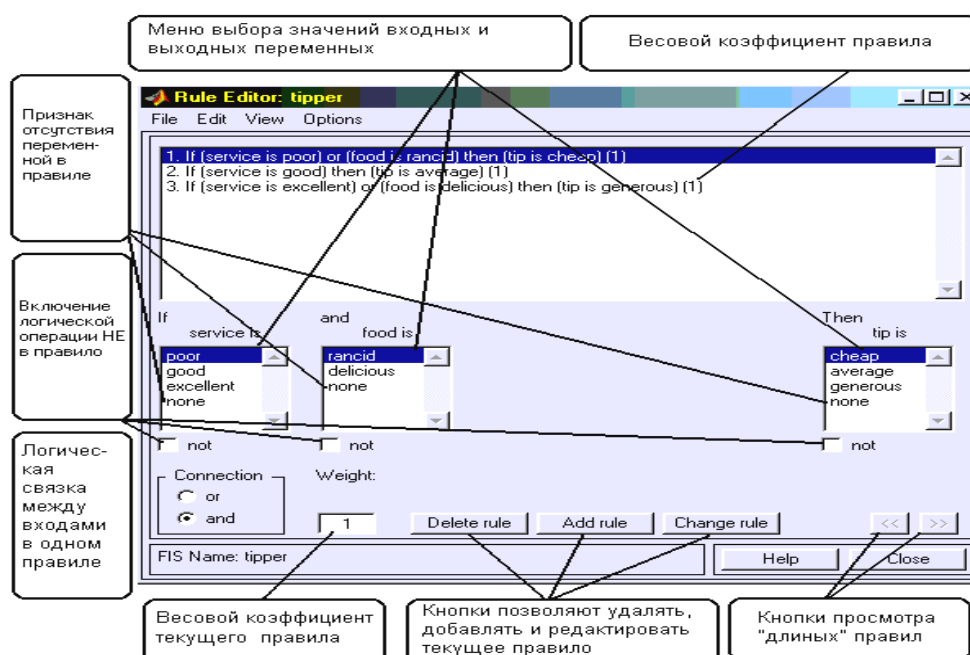 Меню выбора значений входных и
выходных переменных
Весовой коэффициент правила
Признак
отсутствия
перемен-
ной в
правиле
Включение
логической
операции НЕ
в правило
Логичес-
кая
связка
между
входами
в одном
правиле
Rule Editor: tipper
File Edit View Options
1. If (service is poor) or (food is rancid) then (tip is cheap) (1)
2. If (service is good) then (tip is average) (1)
3. If (service is excellent) or (food is delicious) then (tip is generous) (1)
If and Then
service is food is tip is
poor
good
excellent
none
rancid
delicious
none
cheap
average
generous
none
not not not
Connection
or
and
Weight:
1
Delete rule Add rule Change rule << >>
FIS Name: tipper
Help Close
Весовой коэффициент
текущего правила
Кнопки позволяют удалять,
добавлять и редактировать
текущее правило
Кнопки просмотра
"длиных" правил